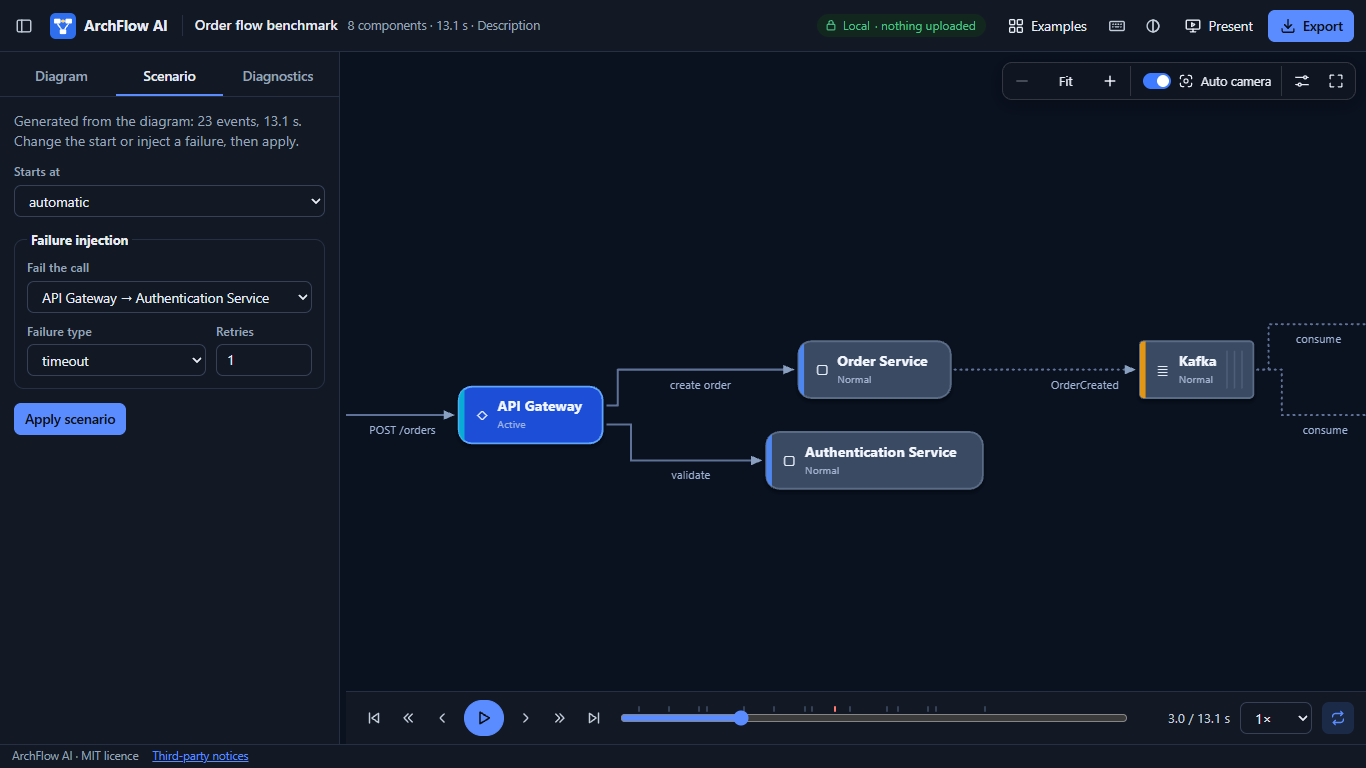 ArchFlow AI
Order flow benchmark 8 components · 13.1 s · Description
Local · nothing uploaded
Examples
Present
Export
Diagram
Scenario
Diagnostics
Generated from the diagram: 23 events, 13.1 s.
Change the start or inject a failure, then apply.
Starts at
automatic
Failure injection
Fail the call
API Gateway → Authentication Service
Failure type
Retries
timeout
1
Apply scenario
Fit
Auto camera
POST /orders
API Gateway
Active
create order
validate
Order Service
Normal
Authentication Service
Normal
OrderCreated
Kafka
Normal
consume
consume
3.0 / 13.1 s
1×
ArchFlow AI · MIT licence
Third-party notices